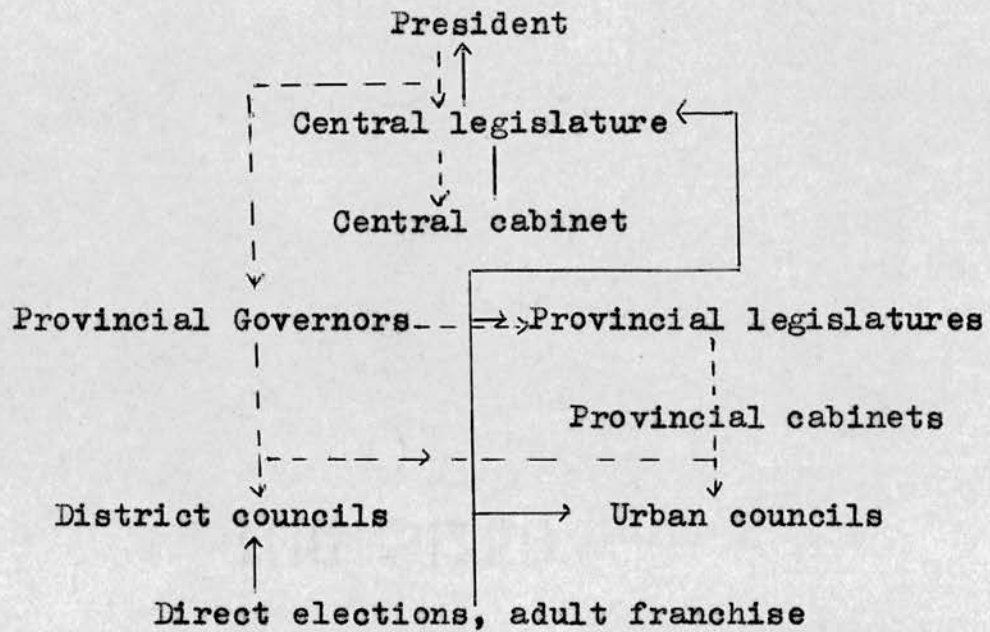 President
Central legislature
Central cabinet
Provincial Governors Provincial legislatures
Provincial cabinets
District councils Urban councils
Direct elections, adult franchise